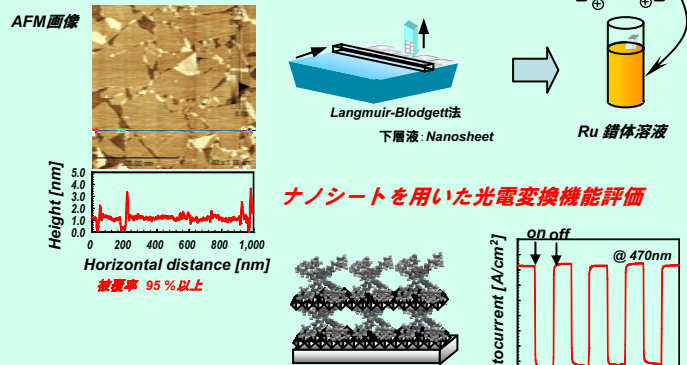 AFM画像
Langmuir-Blodgett法
下層液:Nanosheet
Ru 錯体溶液
Height [nm]
5.0
4.0
3.0
2.0
1.0
0.0
0 200 400 600 800 1,000
Horizontal distance [nm]
被覆率 95 %以上
ナノシートを用いた光電変換機能評価
on off
@ 470nm
tocurrent [A/cm²]